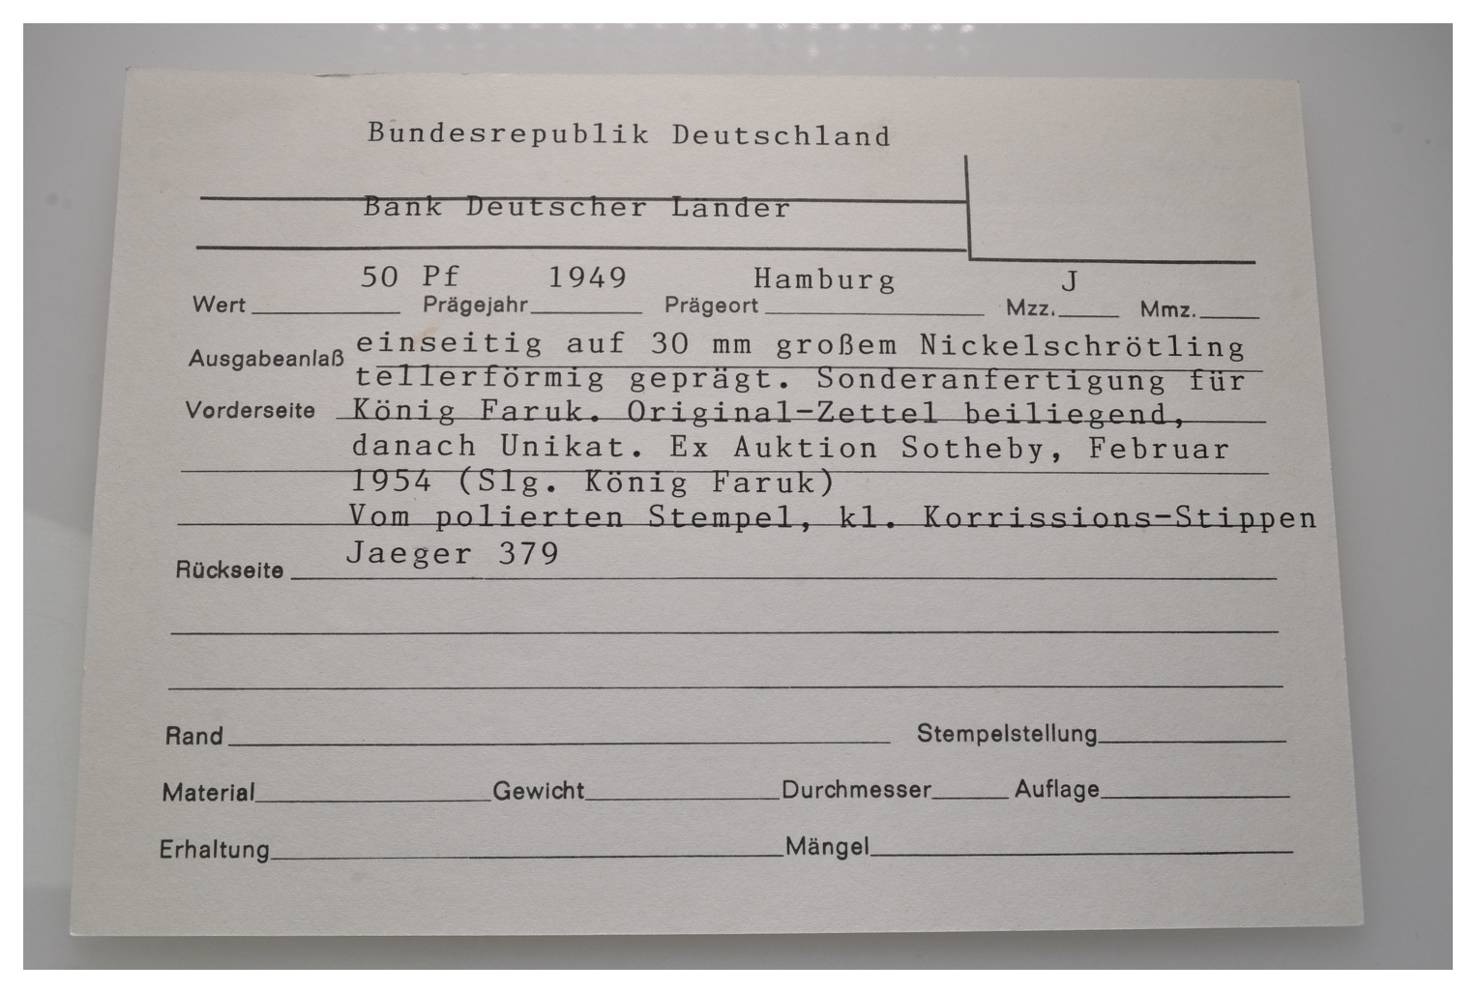 Bundesrepublik Deutschland
Bank Deutscher Länder
50 Pf 1949 Hamburg J
Wert Prägejahr Prägeort Mzz. Mmz.
Ausgabeanlaß einseitig auf 30 mm großem Nickelschrötling
tellerförmig geprägt. Sonderanfertigung für
Vorderseite König Faruk. Original-Zettel beiliegend,
danach Unikat. Ex Auktion Sotheby, Februar
1954 (Slg. König Faruk)
Vom polierten Stempel, kl. Korrissions-Stippen
Jaeger 379
Rückseite
Rand Stempelstellung
Material Gewicht Durchmesser Auflage
Erhaltung Mängel